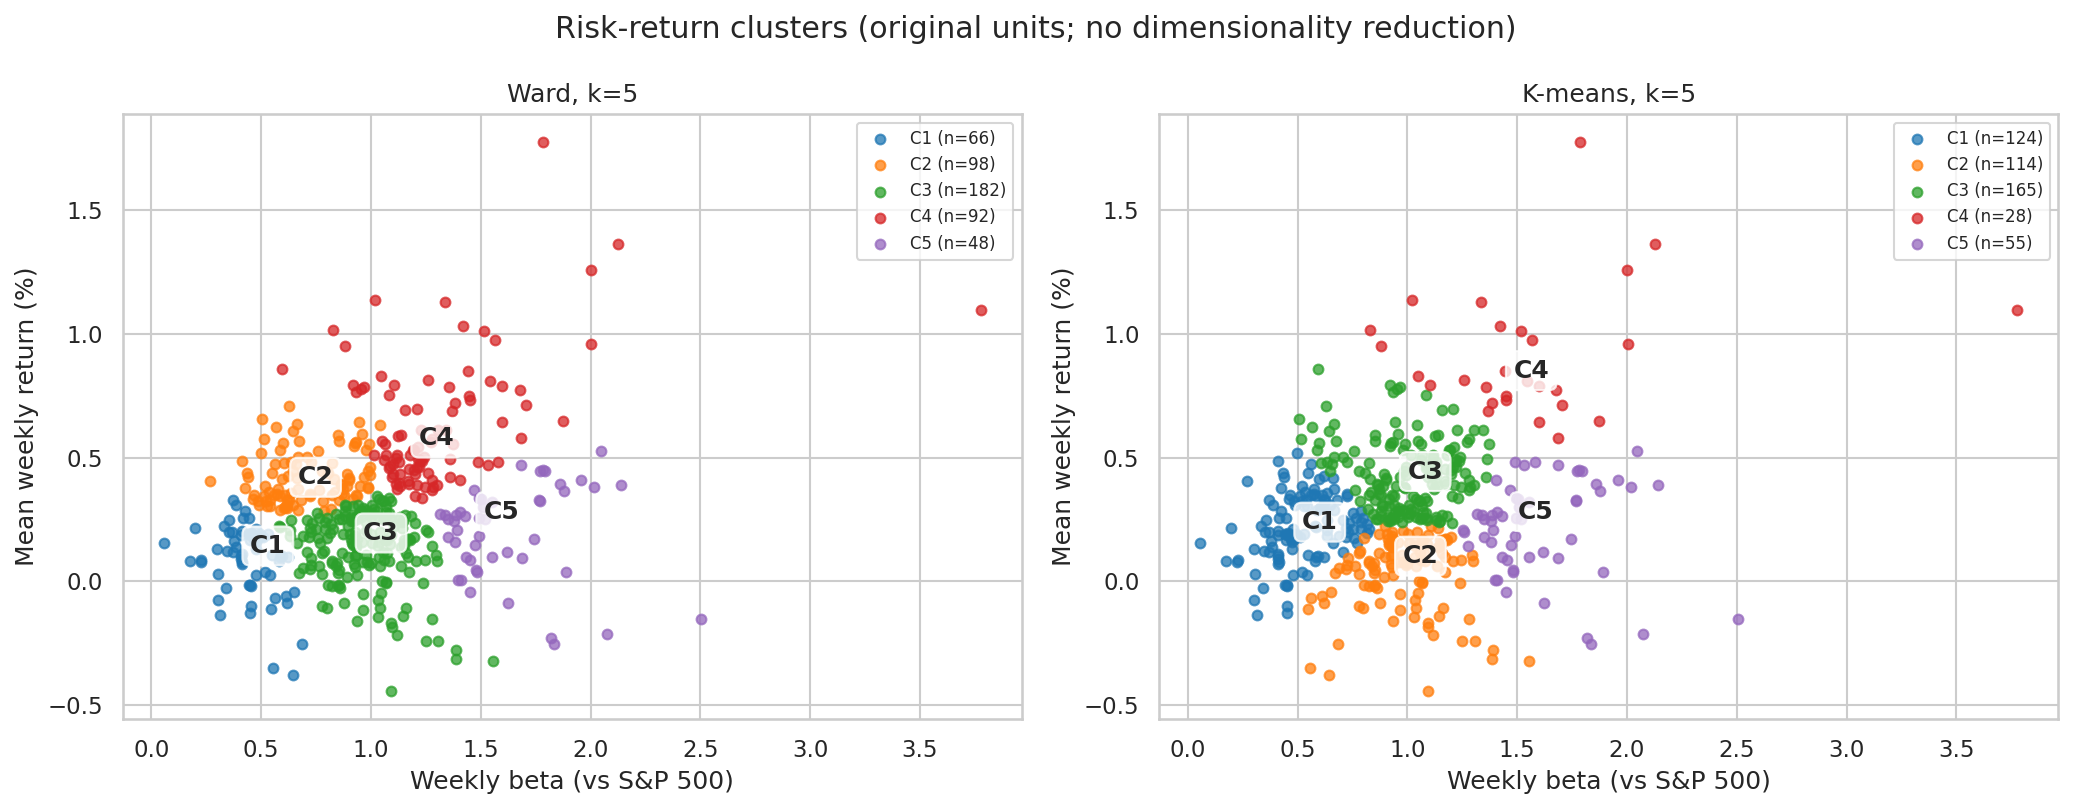 Risk-return clusters (original units; no dimensionality reduction)
Ward, k=5
Mean weekly return (%)
1.5
1.0
0.5
0.0
−0.5
C1 (n=66)
C2 (n=98)
C3 (n=182)
C4 (n=92)
C5 (n=48)
C4
C2
C5
C3
C1
0.0 0.5 1.0 1.5 2.0 2.5 3.0 3.5
Weekly beta (vs S&P 500)
K-means, k=5
Mean weekly return (%)
1.5
1.0
0.5
0.0
−0.5
C1 (n=124)
C2 (n=114)
C3 (n=165)
C4 (n=28)
C5 (n=55)
C4
C3
C5
C1
C2
0.0 0.5 1.0 1.5 2.0 2.5 3.0 3.5
Weekly beta (vs S&P 500)